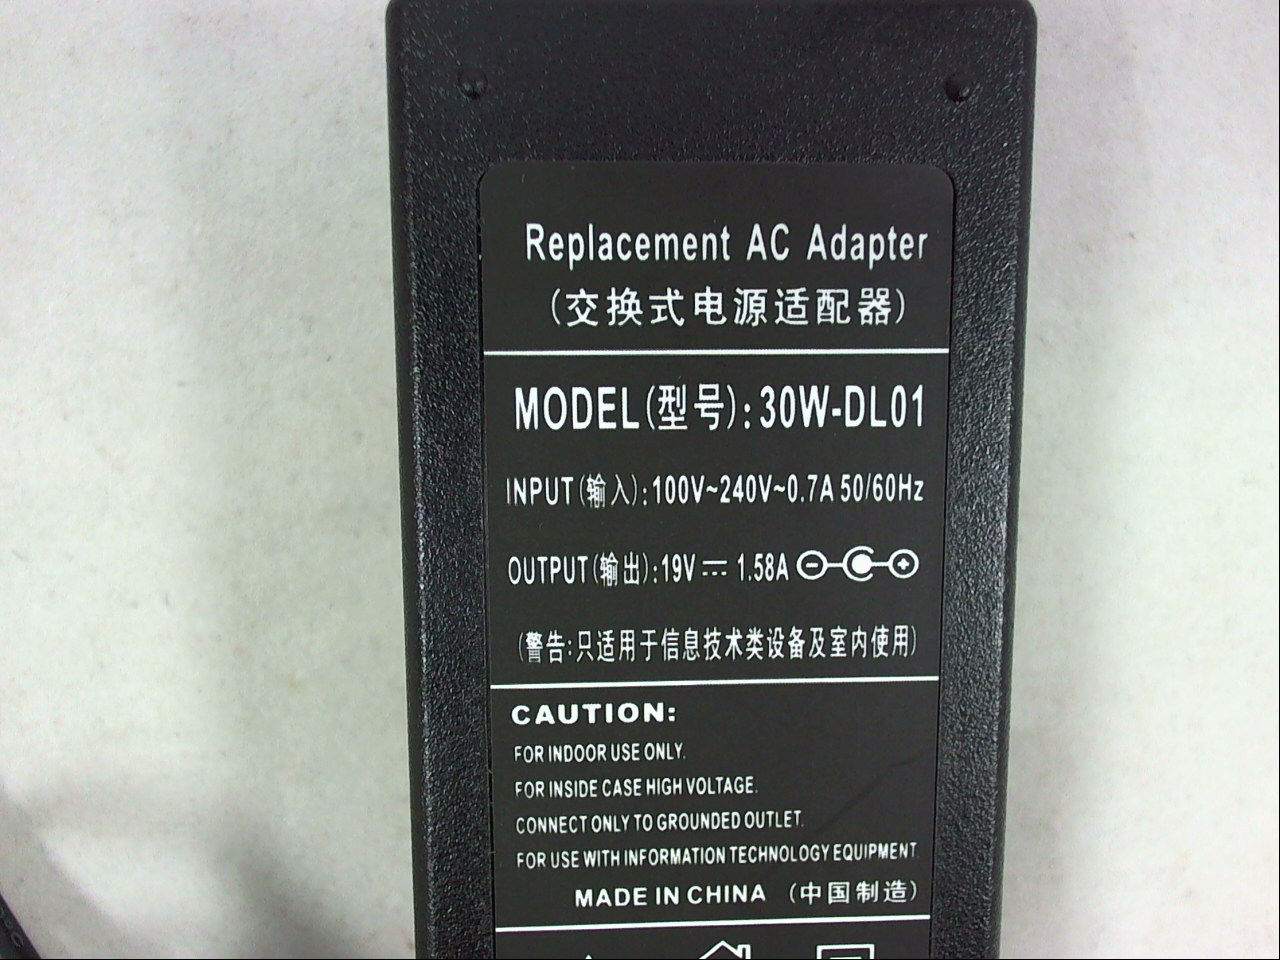 Replacement AC Adapter
(交换式电源适配器)
MODEL(型号):30W-DL01
INPUT(输入):100V~240V~0.7A 50/60Hz
OUTPUT(输出):19V⎓1.58A
(警告:只适用于信息技术类设备及室内使用)
CAUTION:
FOR INDOOR USE ONLY.
FOR INSIDE CASE HIGH VOLTAGE.
CONNECT ONLY TO GROUNDED OUTLET.
FOR USE WITH INFORMATION TECHNOLOGY EQUIPMENT
MADE IN CHINA (中国制造)